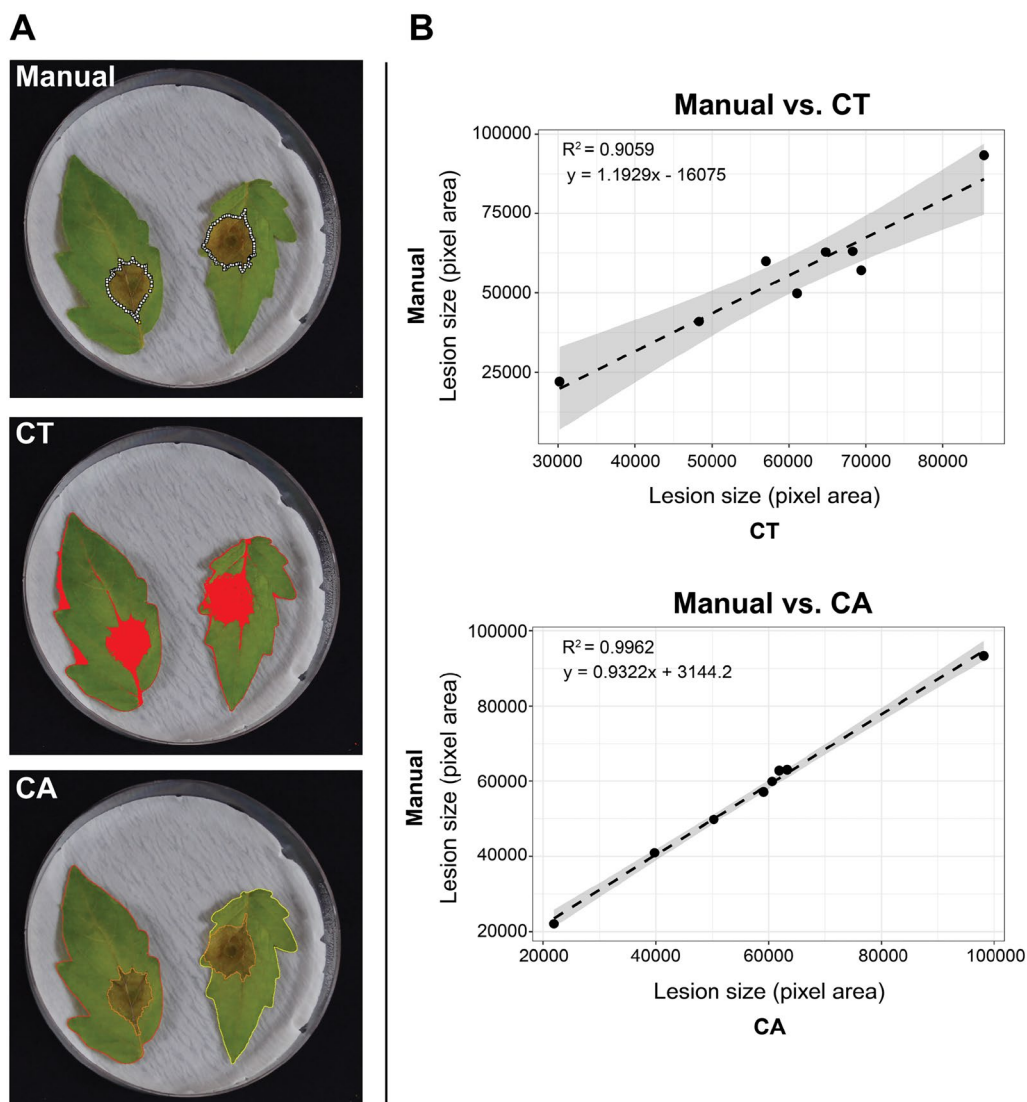 A
Manual
CT
CA
B
Manual vs. CT
R² = 0.9059
y = 1.1929x - 16075
100000
75000
50000
25000
Manual
Lesion size (pixel area)
30000 40000 50000 60000 70000 80000
Lesion size (pixel area)
CT
Manual vs. CA
R² = 0.9962
y = 0.9322x + 3144.2
100000
80000
60000
40000
20000
Manual
Lesion size (pixel area)
20000 40000 60000 80000 100000
Lesion size (pixel area)
CA